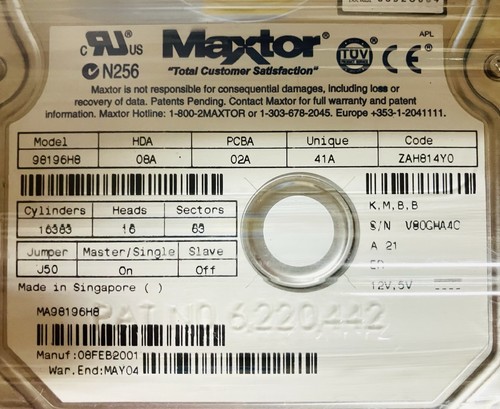 c UL US Maxtor APL
N256 "Total Customer Satisfaction" TÜV CE
Maxtor is not responsible for consequential damages, including loss or
recovery of data. Patents Pending. Contact Maxtor for full warranty and patent
information. Maxtor Hotline: 1-800-2MAXTOR or 1-303-678-2045. Europe +353-1-2041111.
Model HDA PCBA Unique Code
98196H8 08A 02A 41A ZAH814Y0
K,M,B,B
Cylinders Heads Sectors
16383 16 63
S/N V80GHA4C
A 21
Jumper Master/Single Slave
J50 On Off
12V,5V
Made in Singapore ( )
MA98196H8
PAT NO. 6,220,442
Manuf:08FEB2001
War.End:MAY04